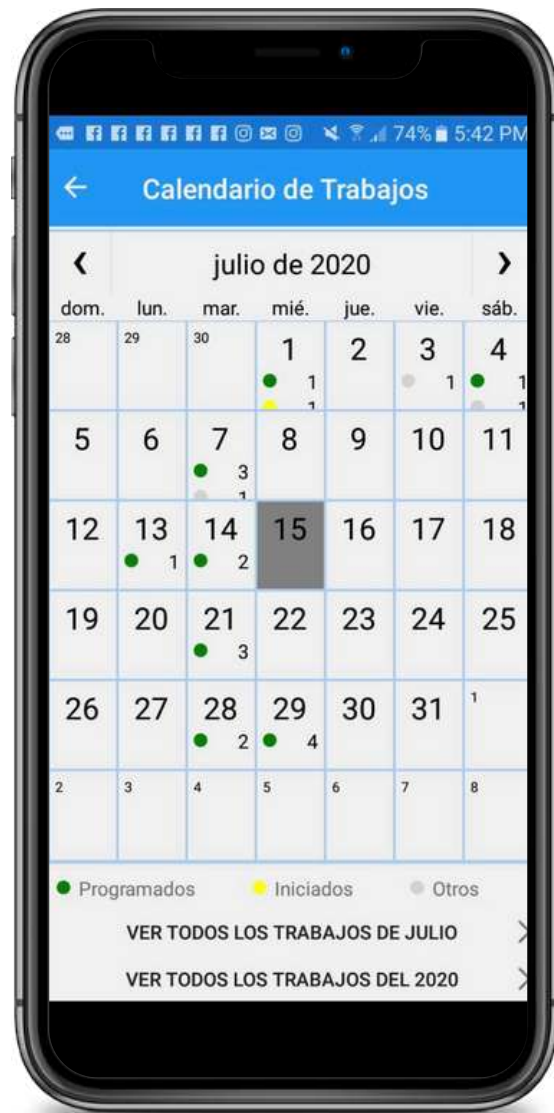 74% 5:42 PM
Calendario de Trabajos
julio de 2020
dom. lun. mar. mié. jue. vie. sáb.
28 29 30 1 2 3 4
1 1 1
1 1
5 6 7 8 9 10 11
3
1
12 13 14 15 16 17 18
1 2
19 20 21 22 23 24 25
3
26 27 28 29 30 31 1
2 4
2 3 4 5 6 7 8
Programados Iniciados Otros
VER TODOS LOS TRABAJOS DE JULIO
VER TODOS LOS TRABAJOS DEL 2020